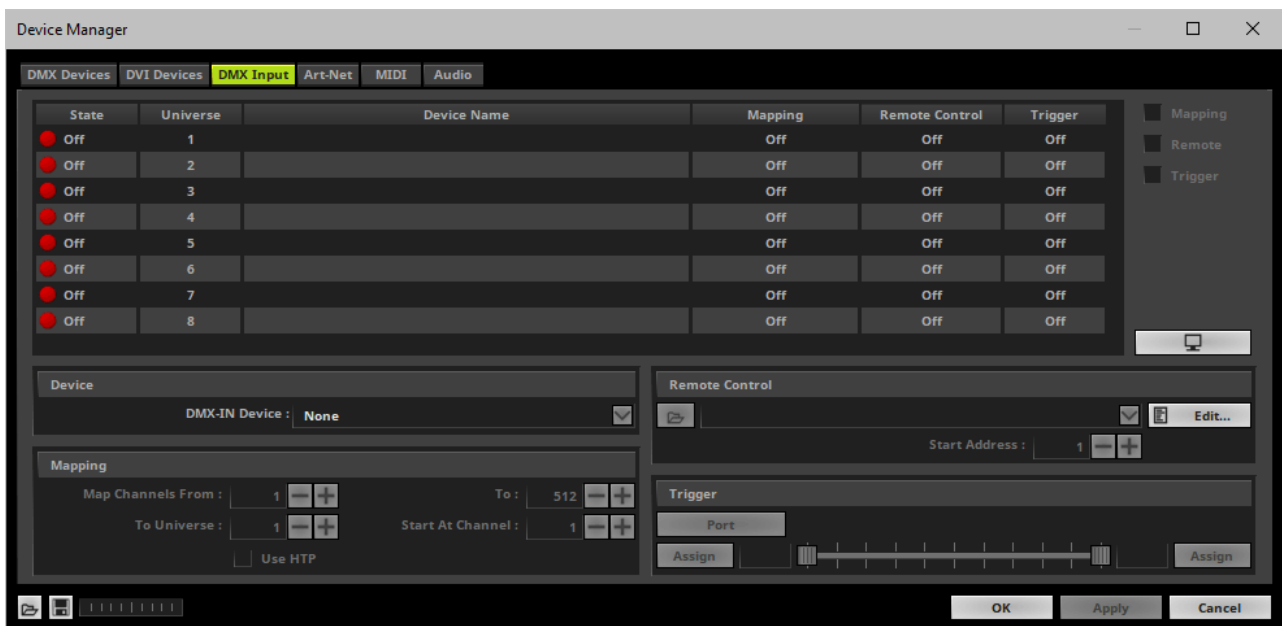 Device Manager
DMX Devices DVI Devices DMX Input Art-Net MIDI Audio
State Universe Device Name Mapping Remote Control Trigger
Off 1 Off Off Off
Off 2 Off Off Off
Off 3 Off Off Off
Off 4 Off Off Off
Off 5 Off Off Off
Off 6 Off Off Off
Off 7 Off Off Off
Off 8 Off Off Off
Mapping
Remote
Trigger
Device
DMX-IN Device : None
Mapping
Map Channels From : 1 To : 512
To Universe : 1 Start At Channel : 1
Use HTP
Remote Control
Edit...
Start Address : 1
Trigger
Port
Assign Assign
OK Apply Cancel